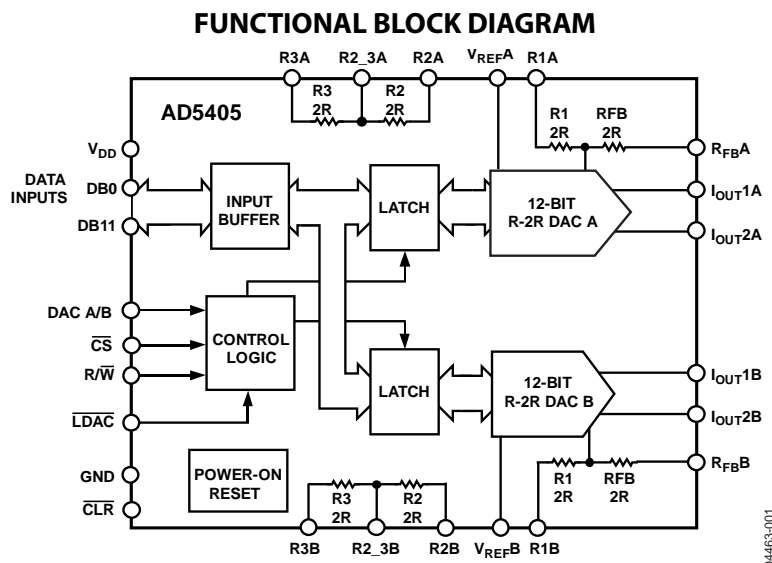 FUNCTIONAL BLOCK DIAGRAM
R3A R2_3A R2A VREFA R1A
AD5405
R3 2R
R2 2R
R1 2R
RFB 2R
VDD
RFBA
DATA INPUTS
DB0
DB11
INPUT BUFFER
LATCH
12-BIT R-2R DAC A
IOUT1A
IOUT2A
DAC A/B
CS
R/W
LDAC
CONTROL LOGIC
LATCH
12-BIT R-2R DAC B
IOUT1B
IOUT2B
GND
CLR
POWER-ON RESET
R3 2R
R2 2R
R1 2R
RFB 2R
RFBB
R3B R2_3B R2B VREFB R1B
04463-001